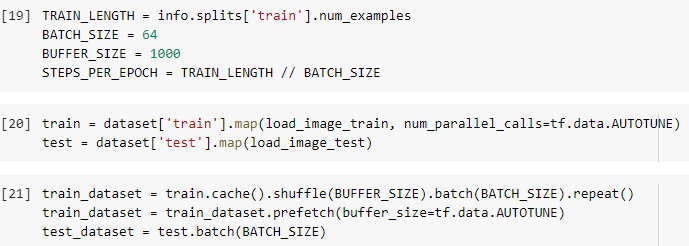 [19] TRAIN_LENGTH = info.splits['train'].num_examples
BATCH_SIZE = 64
BUFFER_SIZE = 1000
STEPS_PER_EPOCH = TRAIN_LENGTH // BATCH_SIZE
[20] train = dataset['train'].map(load_image_train, num_parallel_calls=tf.data.AUTOTUNE)
test = dataset['test'].map(load_image_test)
[21] train_dataset = train.cache().shuffle(BUFFER_SIZE).batch(BATCH_SIZE).repeat()
train_dataset = train_dataset.prefetch(buffer_size=tf.data.AUTOTUNE)
test_dataset = test.batch(BATCH_SIZE)